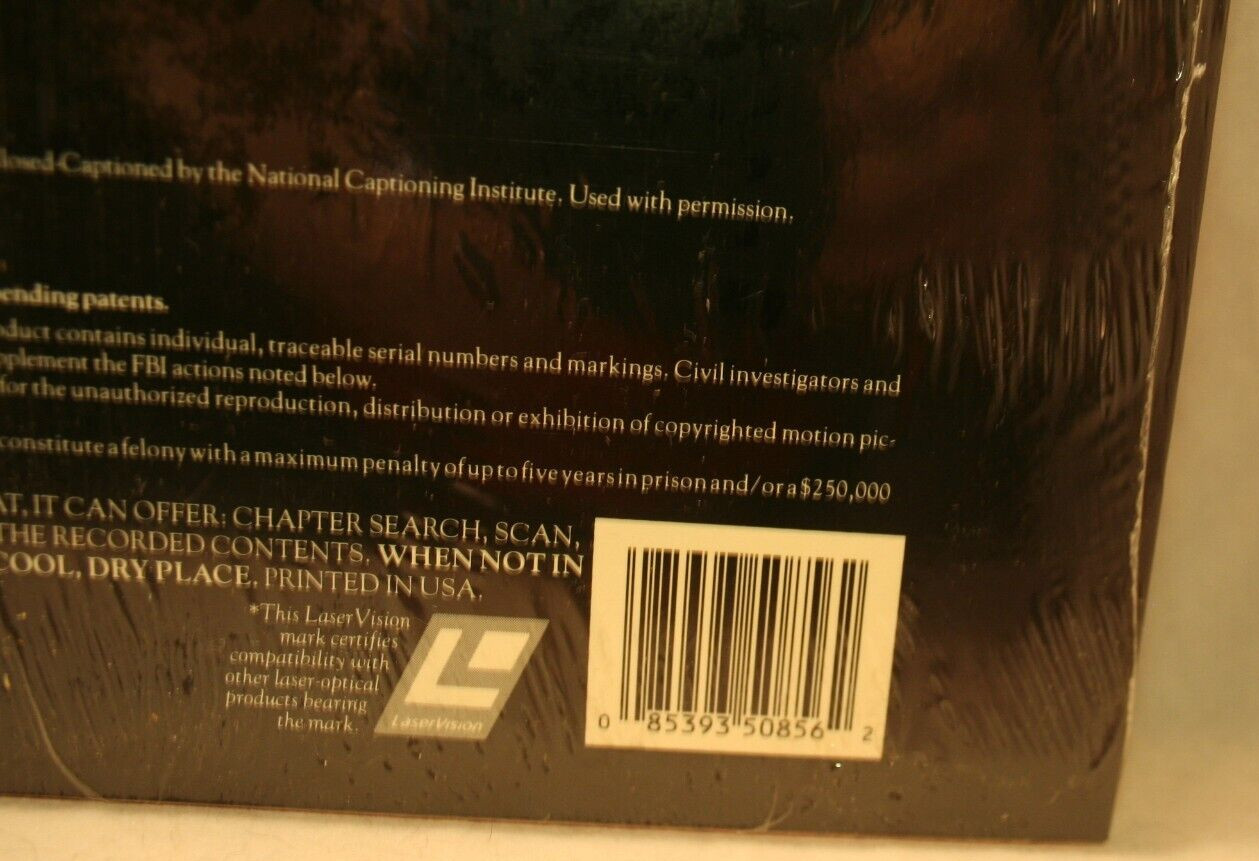 Closed-Captioned by the National Captioning Institute. Used with permission.
pending patents.
product contains individual, traceable serial numbers and markings. Civil investigators and
supplement the FBI actions noted below.
for the unauthorized reproduction, distribution or exhibition of copyrighted motion pic-
constitute a felony with a maximum penalty of up to five years in prison and/or a $250,000
AT, IT CAN OFFER: CHAPTER SEARCH, SCAN,
THE RECORDED CONTENTS. WHEN NOT IN
COOL, DRY PLACE. PRINTED IN USA.
*This LaserVision
mark certifies
compatibility with
other laser-optical
products bearing
the mark.
LaserVision
0 85393 50856 2